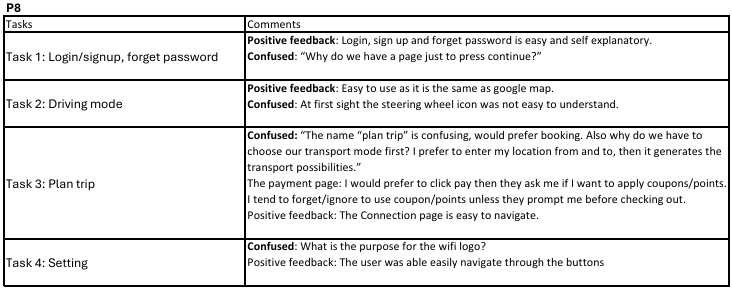 P8
Tasks
Comments
Task 1: Login/signup, forget password
Positive feedback: Login, sign up and forget password is easy and self explanatory.
Confused: “Why do we have a page just to press continue?”
Task 2: Driving mode
Positive feedback: Easy to use as it is the same as google map.
Confused: At first sight the steering wheel icon was not easy to understand.
Task 3: Plan trip
Confused: “The name “plan trip” is confusing, would prefer booking. Also why do we have to
choose our transport mode first? I prefer to enter my location from and to, then it generates the
transport possibilities.”
The payment page: I would prefer to click pay then they ask me if I want to apply coupons/points.
I tend to forget/ignore to use coupon/points unless they prompt me before checking out.
Positive feedback: The Connection page is easy to navigate.
Task 4: Setting
Confused: What is the purpose for the wifi logo?
Positive feedback: The user was able easily navigate through the buttons